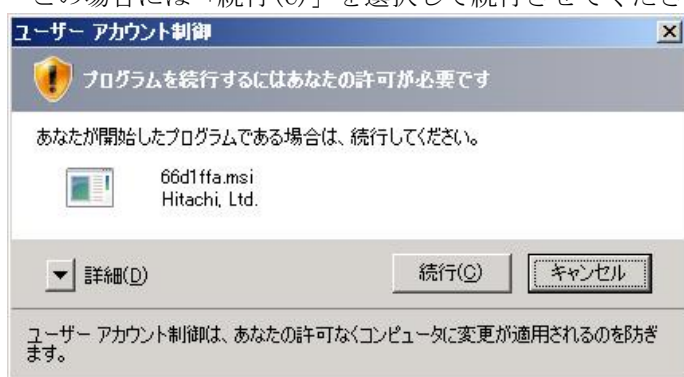 この場合には「続行(C)」を選択して続行させてくださ
ユーザー アカウント制御
プログラムを続行するにはあなたの許可が必要です
あなたが開始したプログラムである場合は、続行してください。
66d1ffa.msi
Hitachi, Ltd.
詳細(D)
続行(C)
キャンセル
ユーザー アカウント制御は、あなたの許可なくコンピュータに変更が適用されるのを防ぎ
ます。